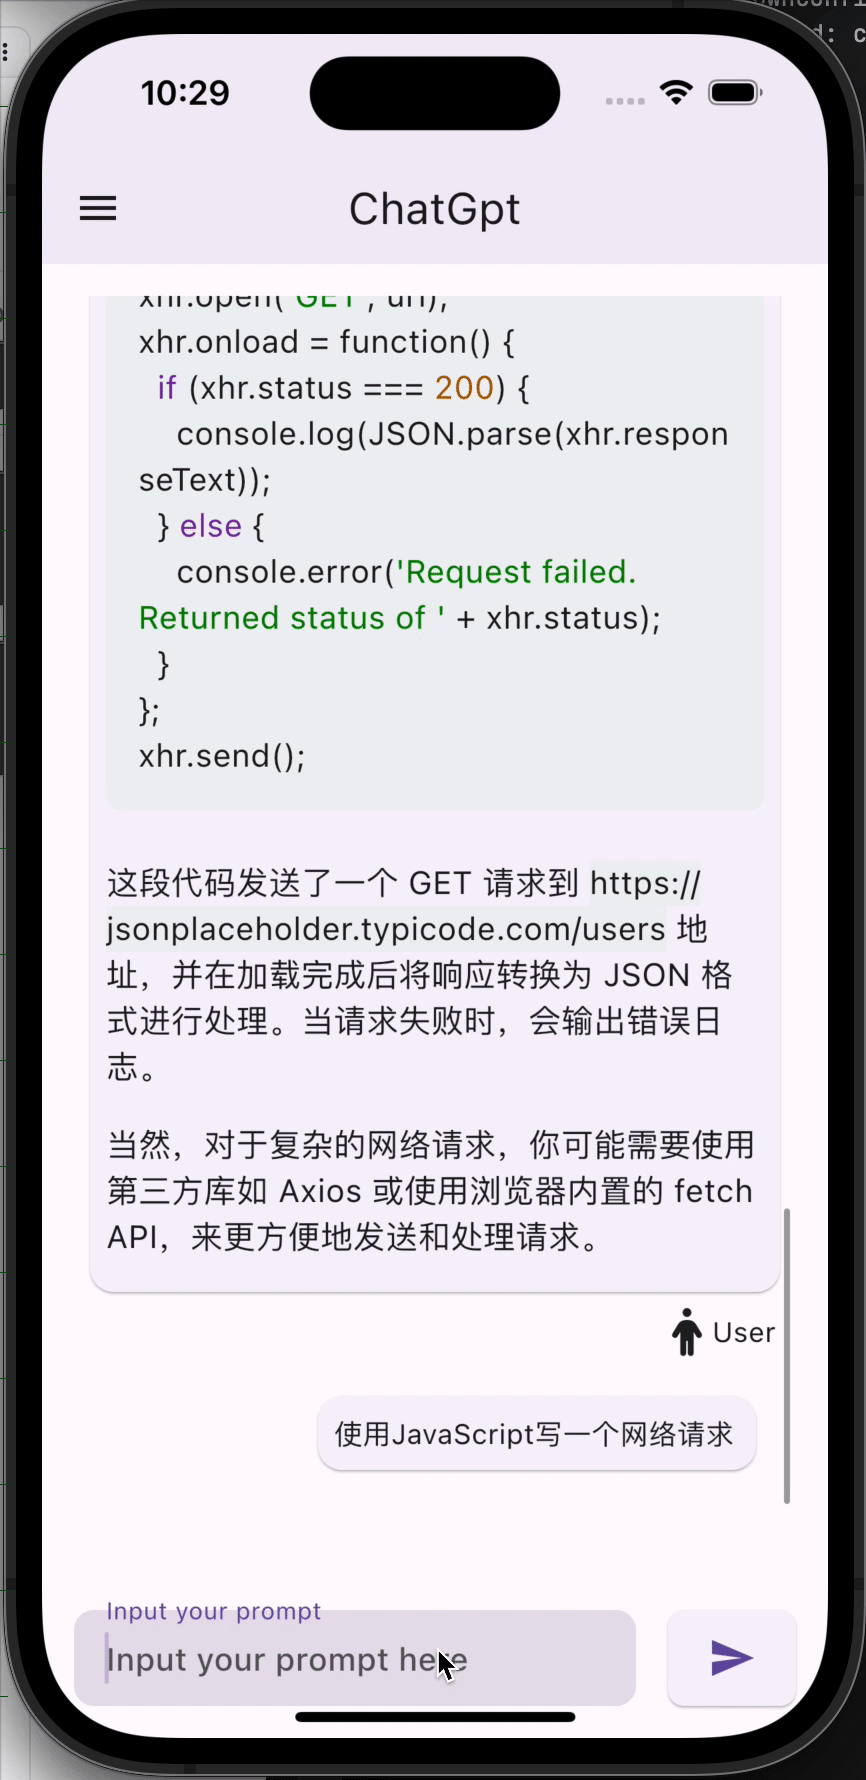 d: c
10:29
ChatGpt
xhr.open('GET', url);
xhr.onload = function() {
  if (xhr.status === 200) {
    console.log(JSON.parse(xhr.respon
seText));
  } else {
    console.error('Request failed.
Returned status of ' + xhr.status);
  }
};
xhr.send();
这段代码发送了一个 GET 请求到 https://
jsonplaceholder.typicode.com/users 地
址，并在加载完成后将响应转换为 JSON 格
式进行处理。当请求失败时，会输出错误日
志。
当然，对于复杂的网络请求，你可能需要使用
第三方库如 Axios 或使用浏览器内置的 fetch
API，来更方便地发送和处理请求。
User
使用JavaScript写一个网络请求
Input your prompt
Input your prompt here